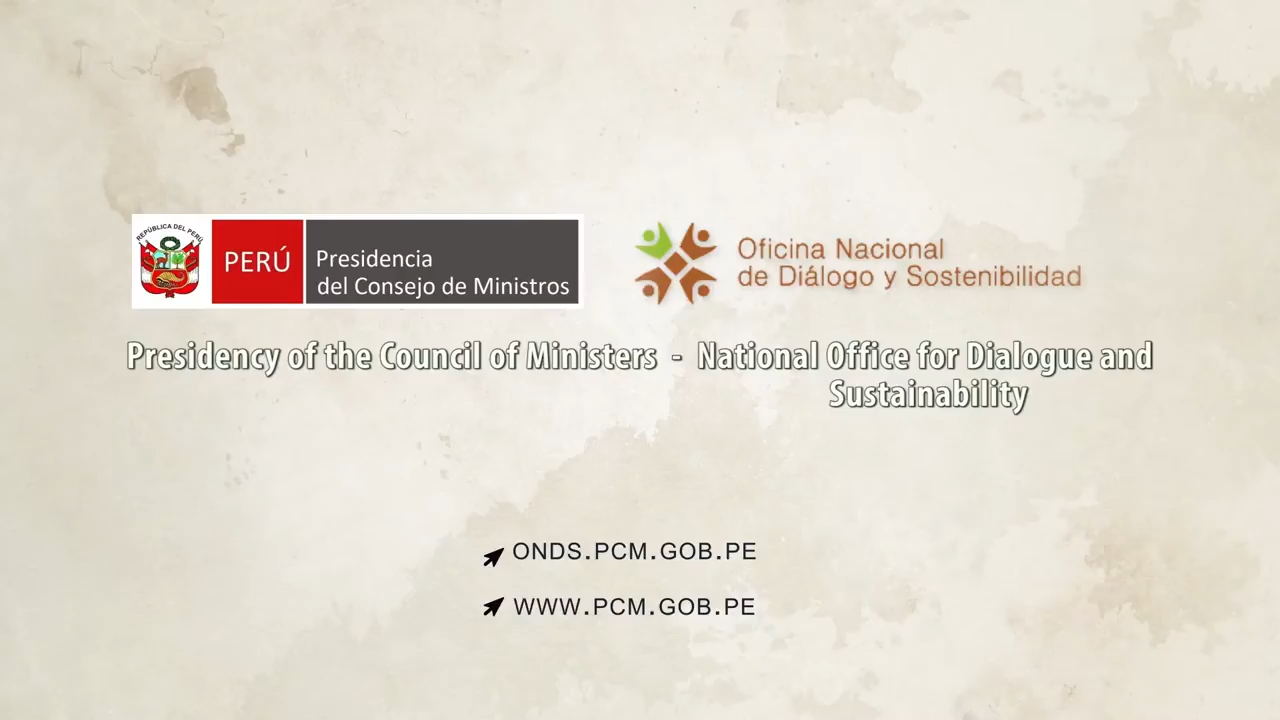 REPÚBLICA DEL PERÚ
PERÚ
Presidencia
del Consejo de Ministros
Oficina Nacional
de Diálogo y Sostenibilidad
Presidency of the Council of Ministers - National Office for Dialogue and
Sustainability
ONDS.PCM.GOB.PE
WWW.PCM.GOB.PE